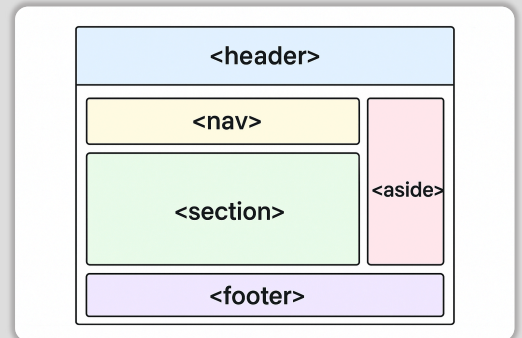 <header>
<nav>
<section>
<aside>
<footer>